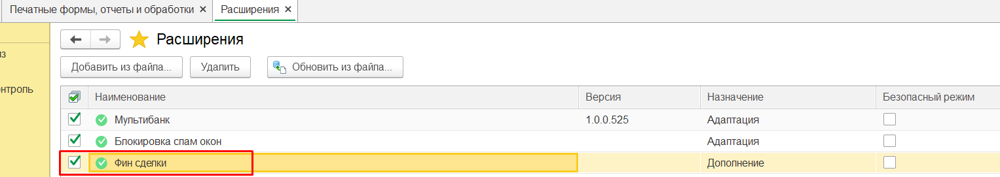 Печатные формы, отчеты и обработки × Расширения ×
Расширения
из
Добавить из файла... Удалить Обновить из файла...
онтроль
Наименование Версия Назначение Безопасный режим
Мультибанк 1.0.0.525 Адаптация
Блокировка спам окон Адаптация
Фин сделки Дополнение